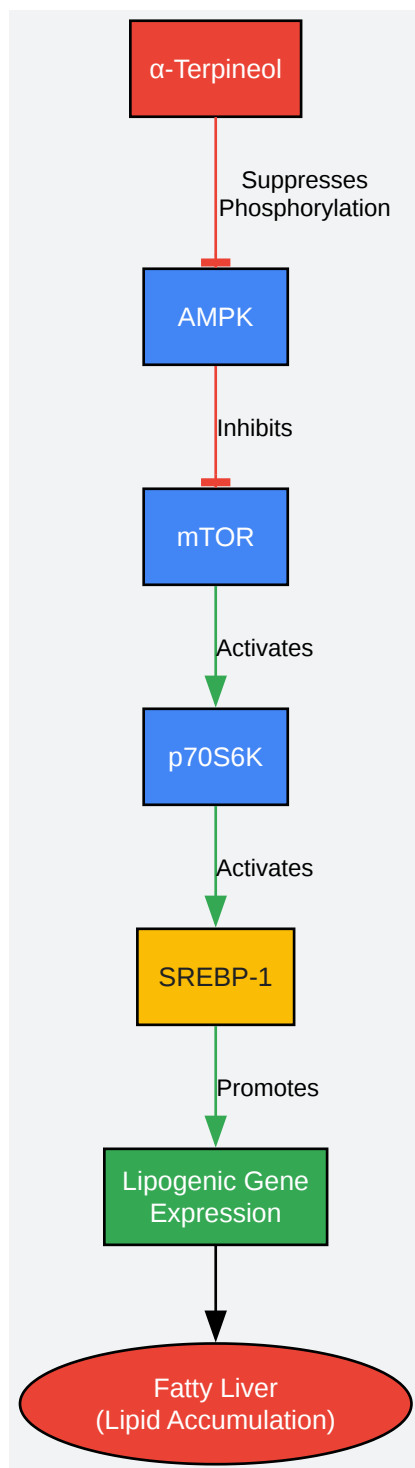 α-Terpineol
Suppresses
Phosphorylation
AMPK
Inhibits
mTOR
Activates
p70S6K
Activates
SREBP-1
Promotes
Lipogenic Gene
Expression
Fatty Liver
(Lipid Accumulation)